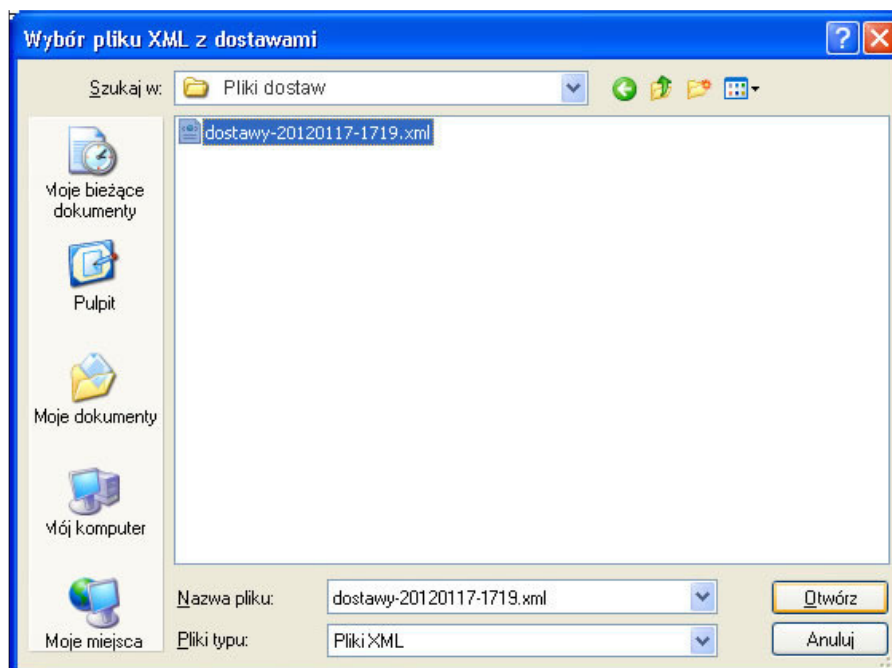 Wybór pliku XML z dostawami
Szukaj w: Pliki dostaw
dostawy-20120117-1719.xml
Moje bieżące
dokumenty
Pulpit
Moje dokumenty
Mój komputer
Moje miejsca
Nazwa pliku: dostawy-20120117-1719.xml Otwórz
Pliki typu: Pliki XML Anuluj